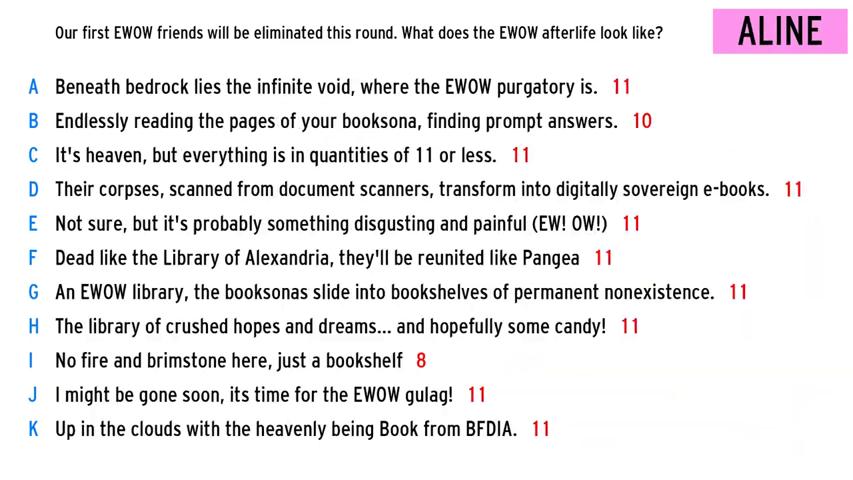 Our first EWOW friends will be eliminated this round. What does the EWOW afterlife look like?
ALINE
A Beneath bedrock lies the infinite void, where the EWOW purgatory is. 11
B Endlessly reading the pages of your booksona, finding prompt answers. 10
C It's heaven, but everything is in quantities of 11 or less. 11
D Their corpses, scanned from document scanners, transform into digitally sovereign e-books. 11
E Not sure, but it's probably something disgusting and painful (EW! OW!) 11
F Dead like the Library of Alexandria, they'll be reunited like Pangea 11
G An EWOW library, the booksonas slide into bookshelves of permanent nonexistence. 11
H The library of crushed hopes and dreams... and hopefully some candy! 11
I No fire and brimstone here, just a bookshelf 8
J I might be gone soon, its time for the EWOW gulag! 11
K Up in the clouds with the heavenly being Book from BFDIA. 11